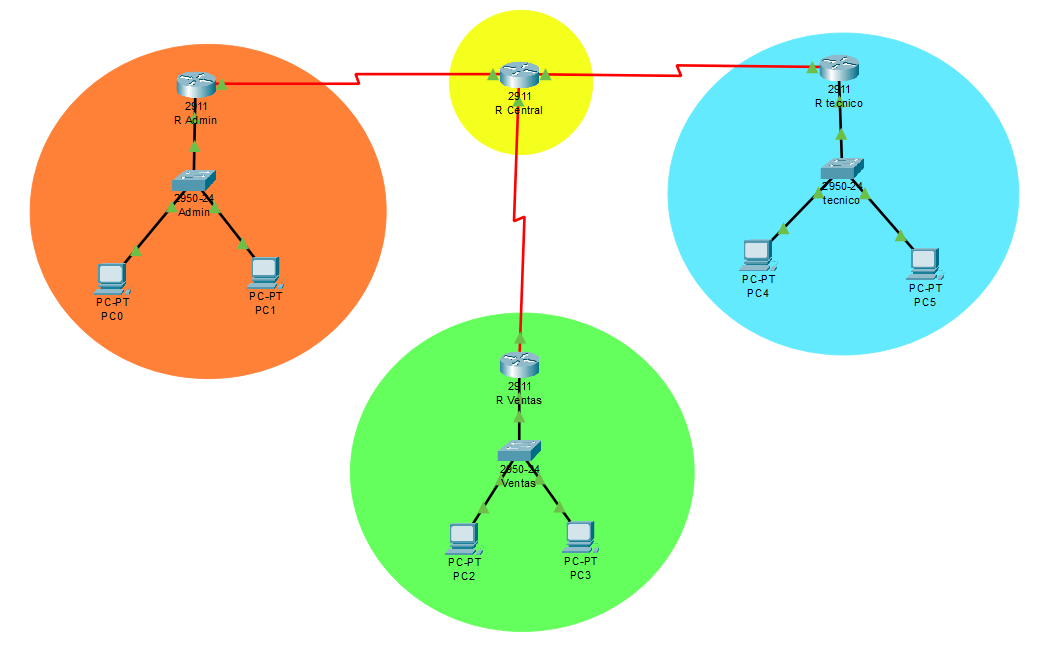 2911
R Admin
2950-24
Admin
PC-PT
PC0
PC-PT
PC1
2911
R Central
2911
R tecnico
2950-24
tecnico
PC-PT
PC4
PC-PT
PC5
2911
R Ventas
2950-24
Ventas
PC-PT
PC2
PC-PT
PC3